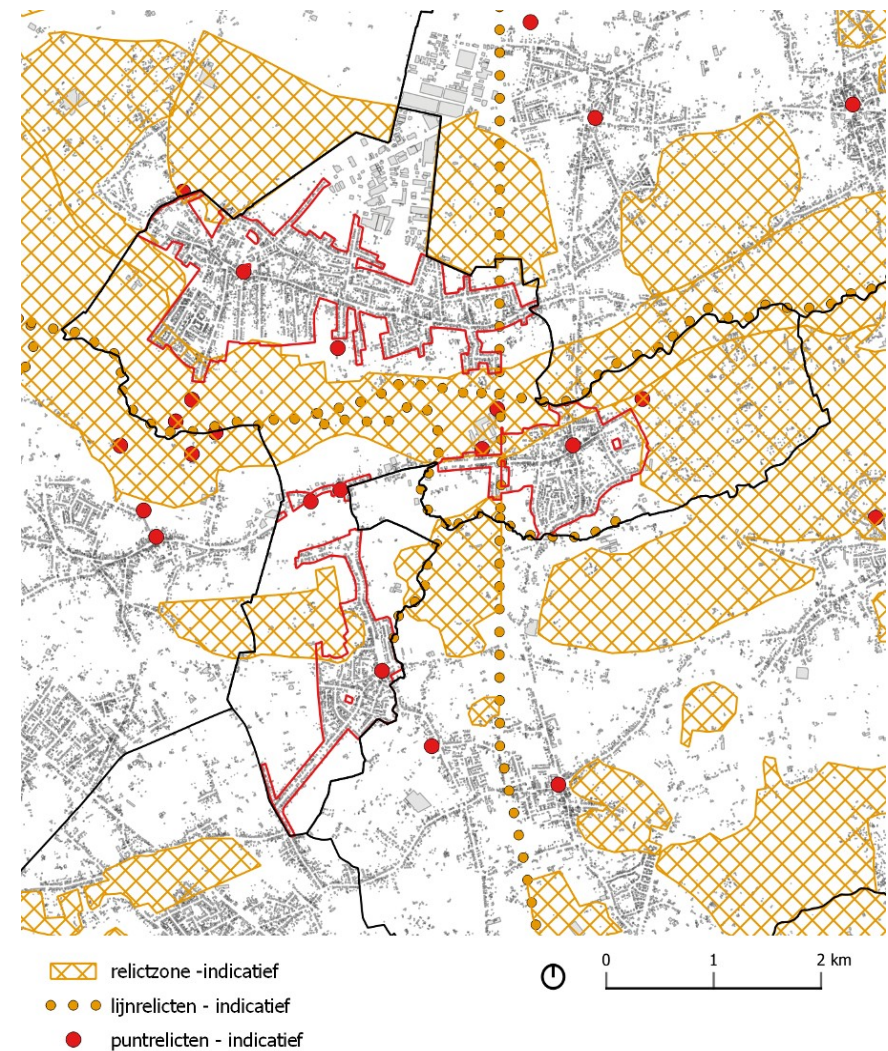 relictzone -indicatief
lijnrelicten - indicatief
puntrelicten - indicatief
0 1 2 km